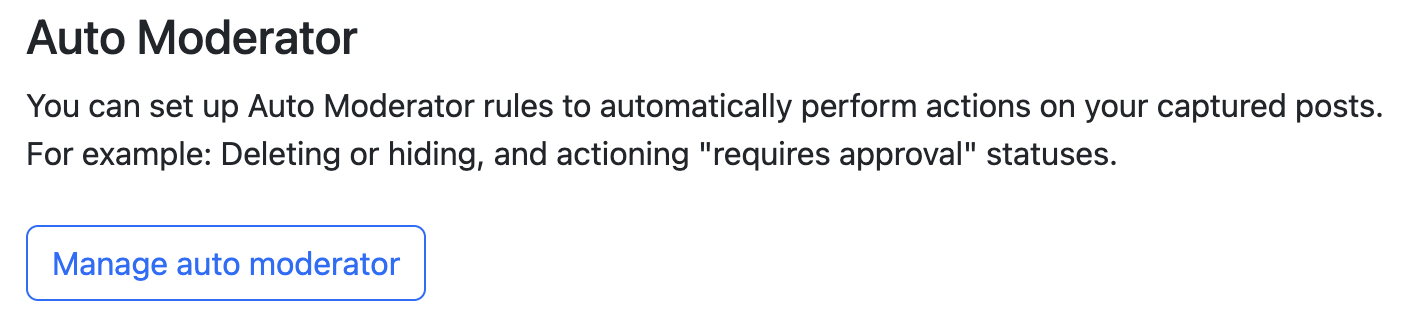 Auto Moderator
You can set up Auto Moderator rules to automatically perform actions on your captured posts.
For example: Deleting or hiding, and actioning "requires approval" statuses.
Manage auto moderator